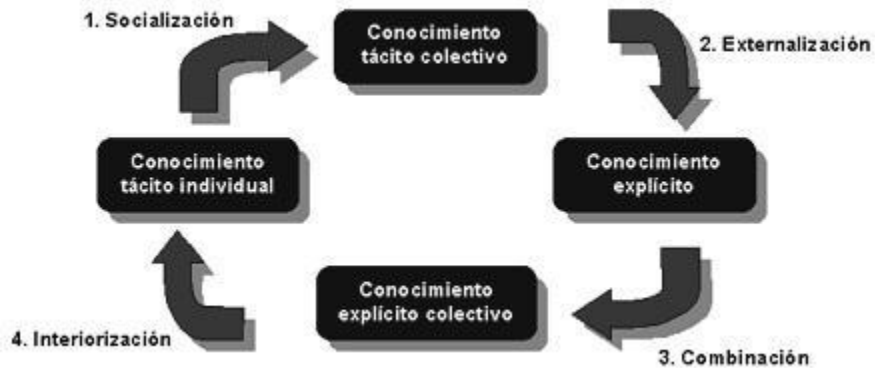 1. Socialización
Conocimiento
tácito colectivo
2. Externalización
Conocimiento
tácito individual
Conocimiento
explícito
Conocimiento
explícito colectivo
4. Interiorización
3. Combinación